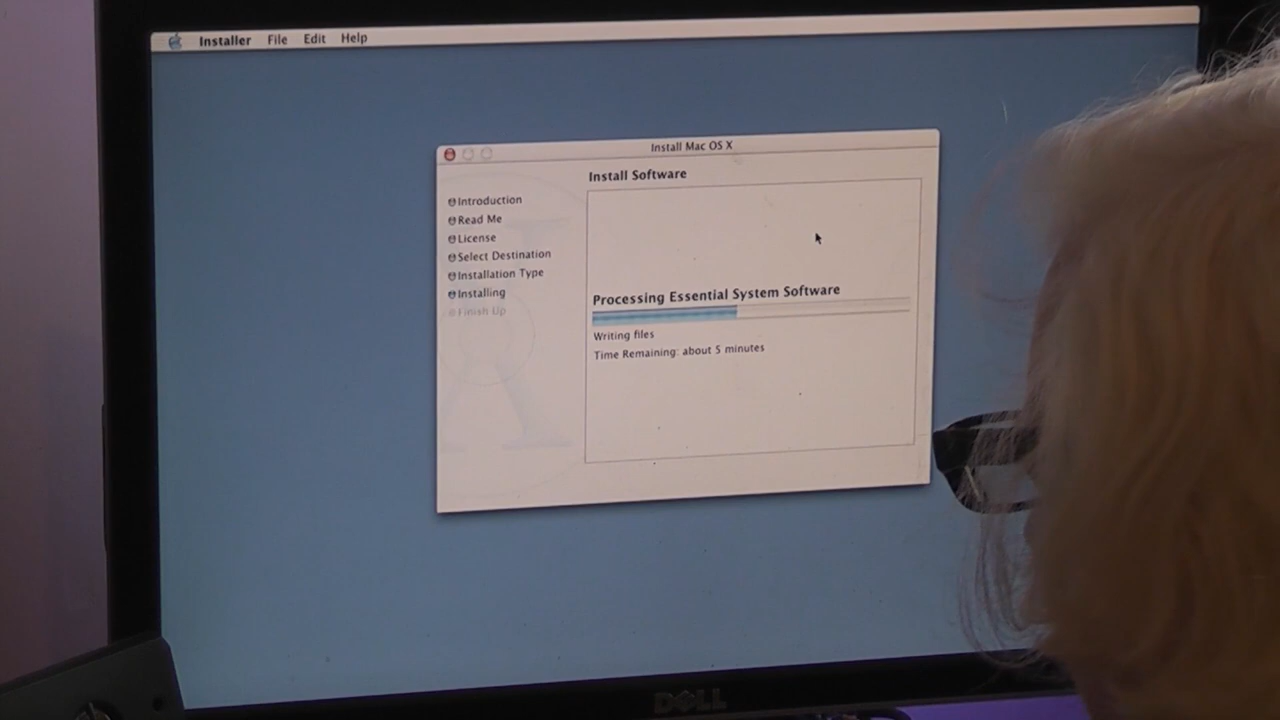 Installer File Edit Help
Install Mac OS X
Install Software
Introduction
Read Me
License
Select Destination
Installation Type
Installing
Finish Up
Processing Essential System Software
Writing files
Time Remaining: about 5 minutes
DELL